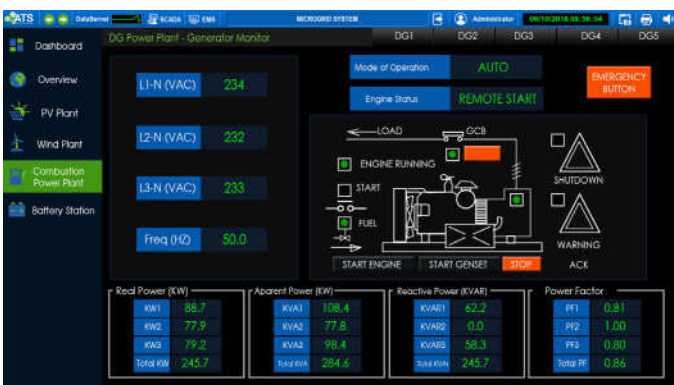 ATS DataServer SCADA EMS MICROGRID SYSTEM Administrator 08/10/2018 08:56:54
DG Power Plant - Generator Monitor DG1 DG2 DG3 DG4 DG5
Dashboard
Overview
PV Plant
Wind Plant
Combustion
Power Plant
Battery Station
L1-N (VAC) 234
L2-N (VAC) 232
L3-N (VAC) 233
Freq (HZ) 50.0
Mode of Operation AUTO
Engine Status REMOTE START
EMERGENCY
BUTTON
LOAD GCB
ENGINE RUNNING
START
FUEL
SHUTDOWN
WARNING
START ENGINE START GENSET STOP ACK
Real Power (KW)
KW1 88.7
KW2 77.9
KW3 79.2
Total KW 245.7
Aparent Power (KW)
KVA1 108.4
KVA2 77.8
KVA3 98.4
Total KVA 284.6
Reactive Power (KVAR)
KVAR1 62.2
KVAR2 0.0
KVAR3 58.3
Total KVAr 245.7
Power Factor
PF1 0.81
PF2 1.00
PF3 0.80
Total PF 0.86